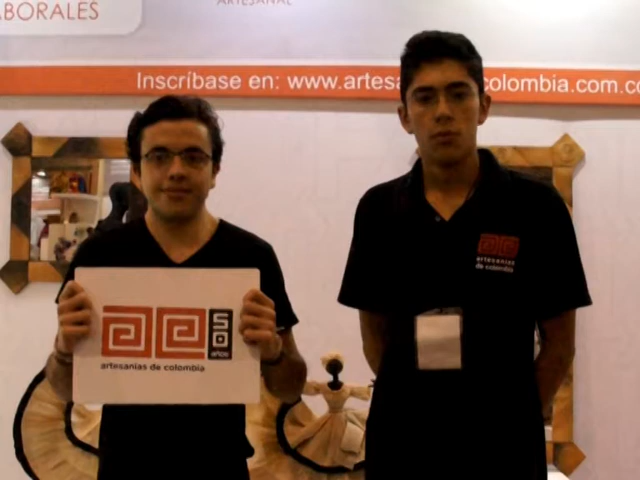 BORALES
ARTESANAL
Inscríbase en: www.artesa colombia.com.co
50
años
artesanías de colombia
artesanías
de colombia